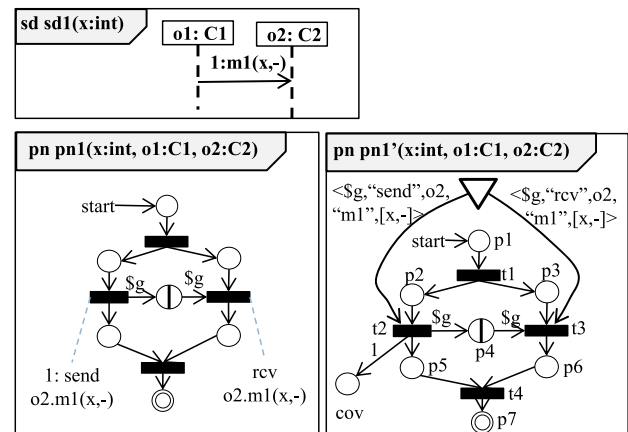 sd sd1(x:int)
o1: C1
o2: C2
1:m1(x,-)
pn pn1(x:int, o1:C1, o2:C2)
start
$g
$g
1: send
o2.m1(x,-)
rcv
o2.m1(x,-)
pn pn1’(x:int, o1:C1, o2:C2)
<$g,“send”,o2,
“m1”,[x,-]>
<$g,“rcv”,o2,
“m1”,[x,-]>
start
p1
t1
p2
p3
$g
$g
t2
t3
1
p4
p5
p6
cov
t4
p7